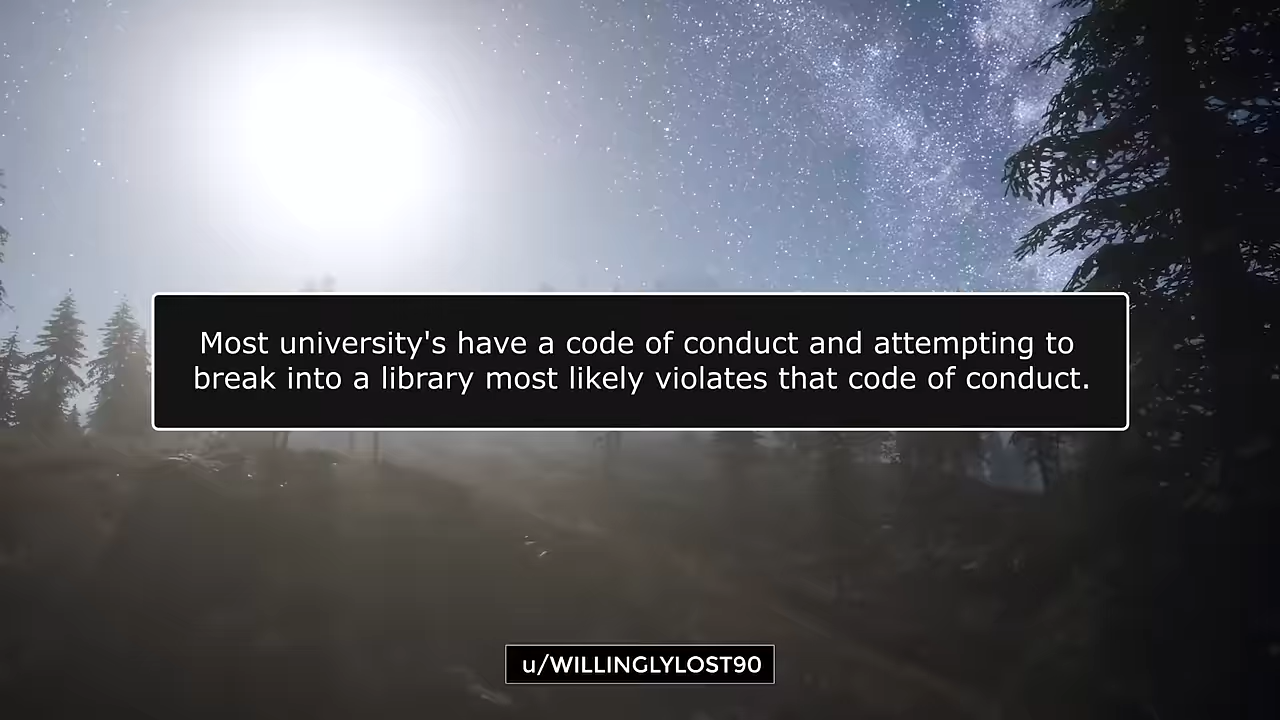 Most university's have a code of conduct and attempting to
break into a library most likely violates that code of conduct.
u/WILLINGLYLOST90